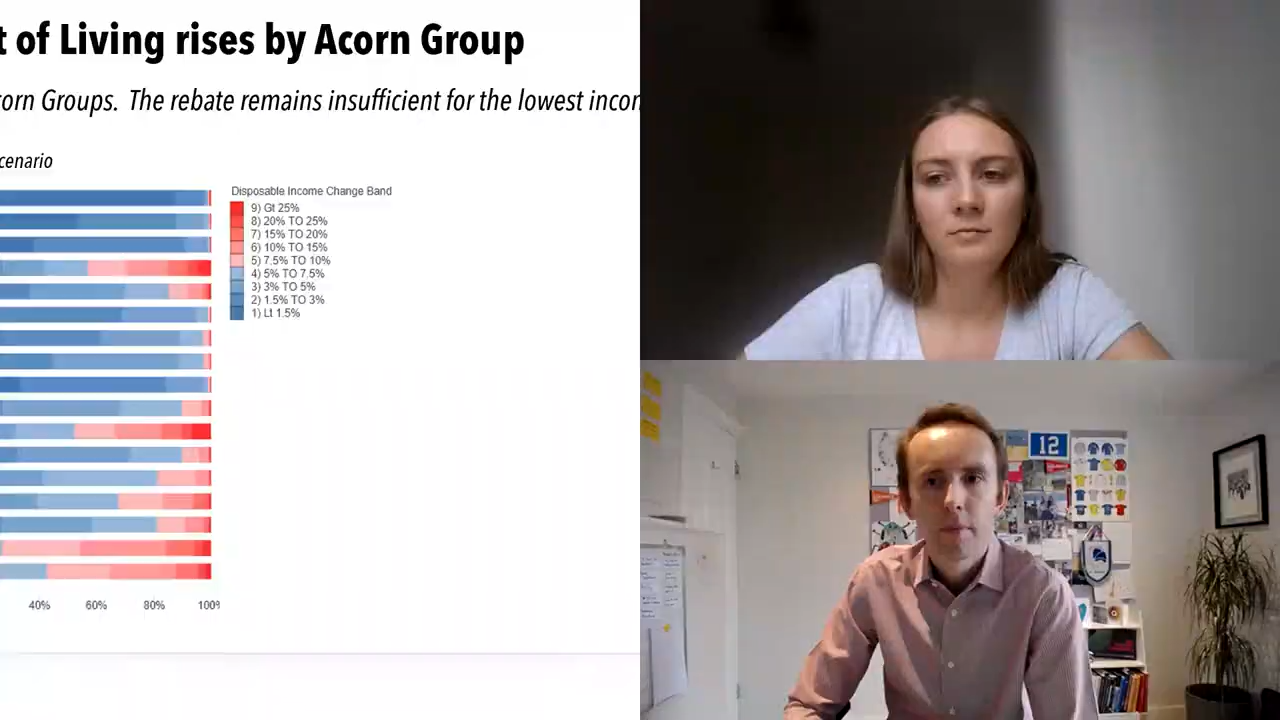 t of Living rises by Acorn Group
corn Groups. The rebate remains insufficient for the lowest incon
cenario
Disposable Income Change Band
9) Gt 25%
8) 20% TO 25%
7) 15% TO 20%
6) 10% TO 15%
5) 7.5% TO 10%
4) 5% TO 7.5%
3) 3% TO 5%
2) 1.5% TO 3%
1) Lt 1.5%
40% 60% 80% 100%
12